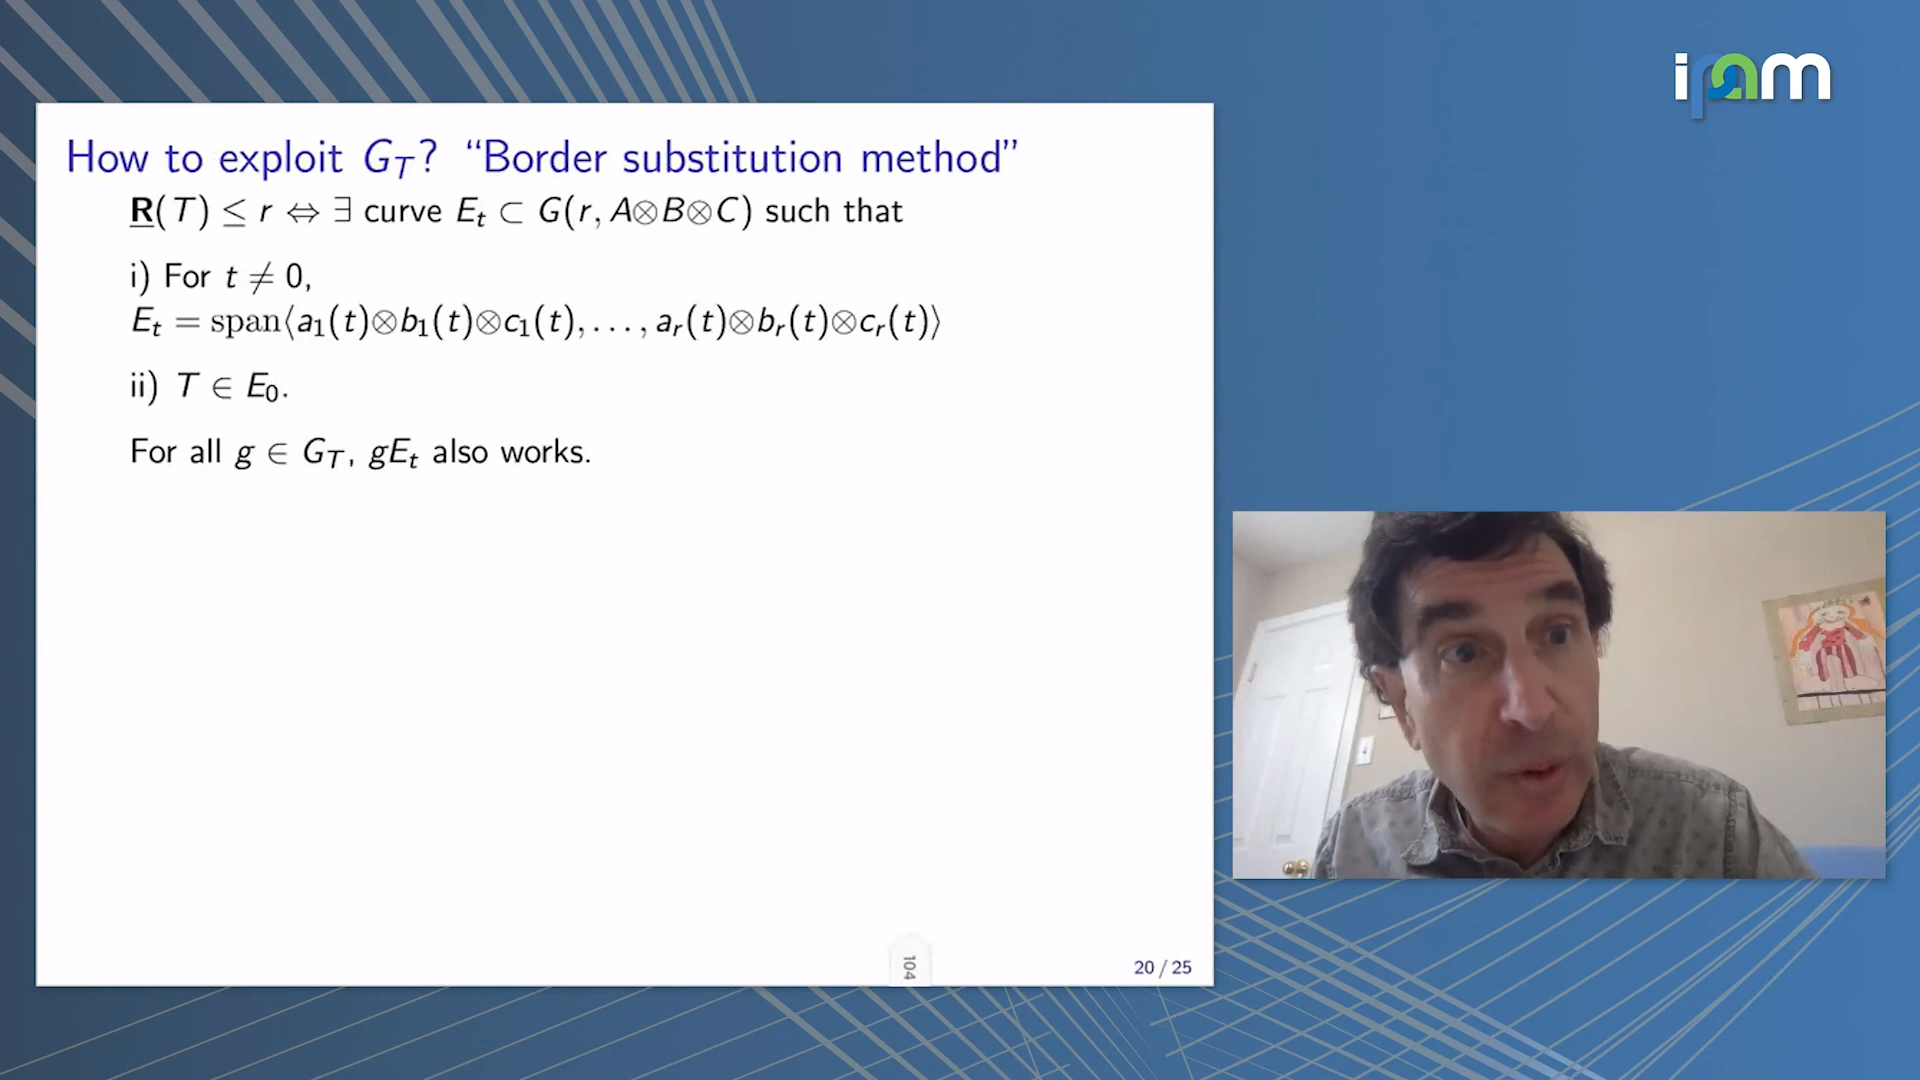 ipam
How to exploit G_T? “Border substitution method”
R̲(T) ≤ r ⇔ ∃ curve E_t ⊂ G(r, A⊗B⊗C) such that
i) For t ≠ 0,
E_t = span⟨a_1(t)⊗b_1(t)⊗c_1(t), . . . , a_r(t)⊗b_r(t)⊗c_r(t)⟩
ii) T ∈ E_0.
For all g ∈ G_T, gE_t also works.
104
20 / 25